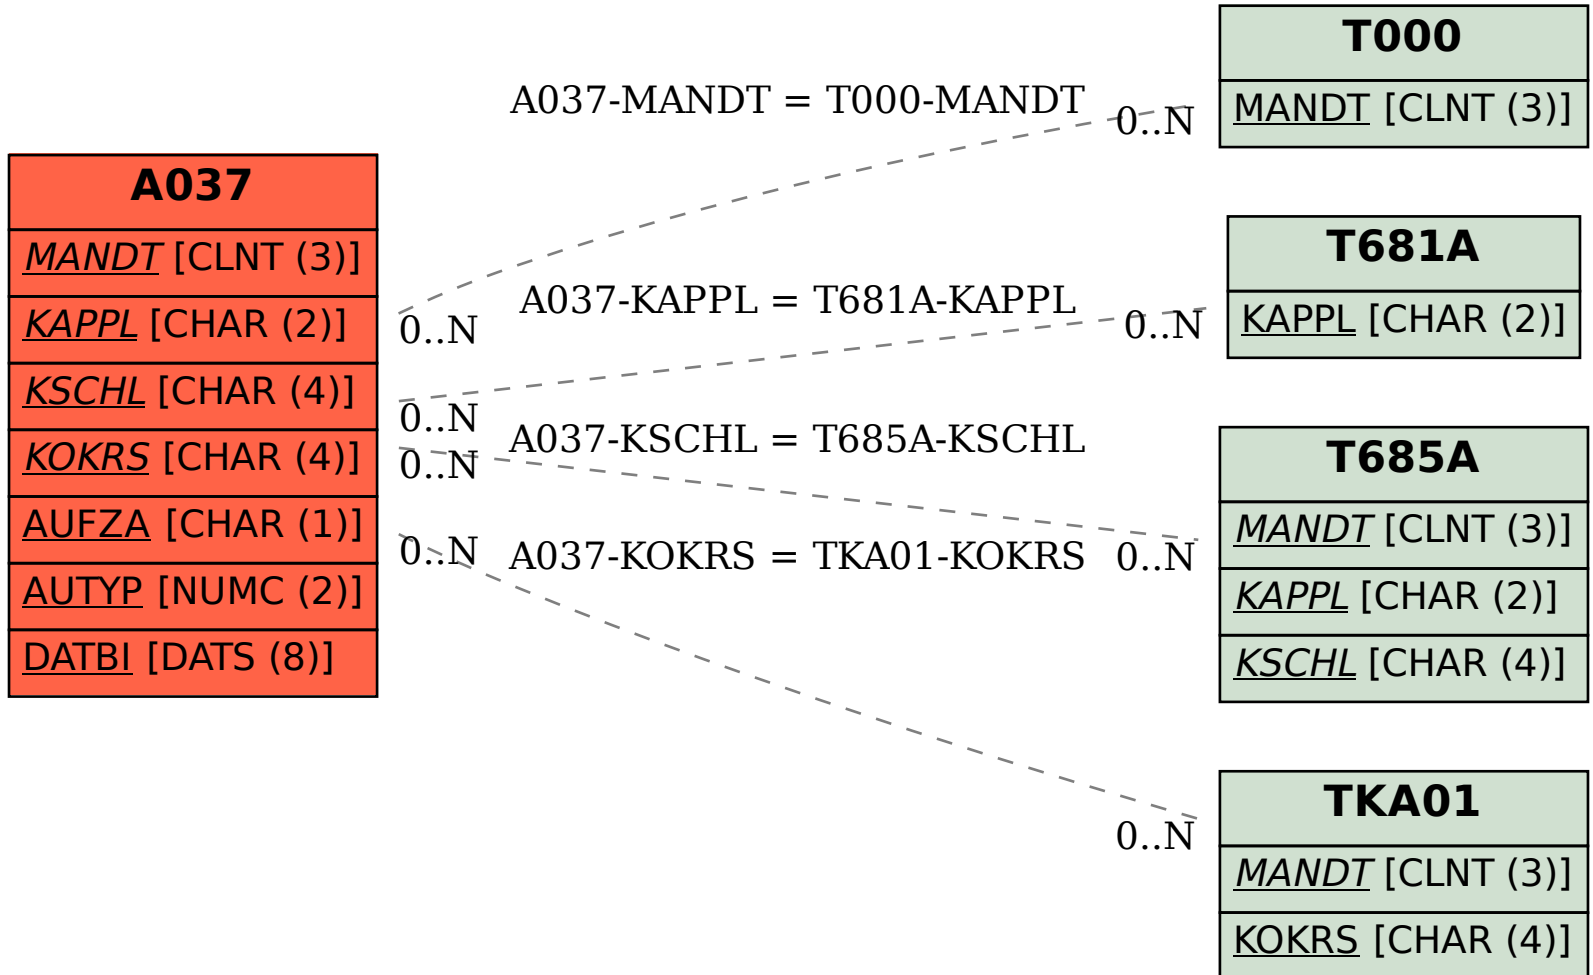 A037
MANDT [CLNT (3)]
KAPPL [CHAR (2)]
KSCHL [CHAR (4)]
KOKRS [CHAR (4)]
AUFZA [CHAR (1)]
AUTYP [NUMC (2)]
DATBI [DATS (8)]
A037-MANDT = T000-MANDT
0..N
0..N
A037-KAPPL = T681A-KAPPL
0..N
0..N
A037-KSCHL = T685A-KSCHL
0..N
0..N
A037-KOKRS = TKA01-KOKRS
0..N
0..N
T000
MANDT [CLNT (3)]
T681A
KAPPL [CHAR (2)]
T685A
MANDT [CLNT (3)]
KAPPL [CHAR (2)]
KSCHL [CHAR (4)]
TKA01
MANDT [CLNT (3)]
KOKRS [CHAR (4)]